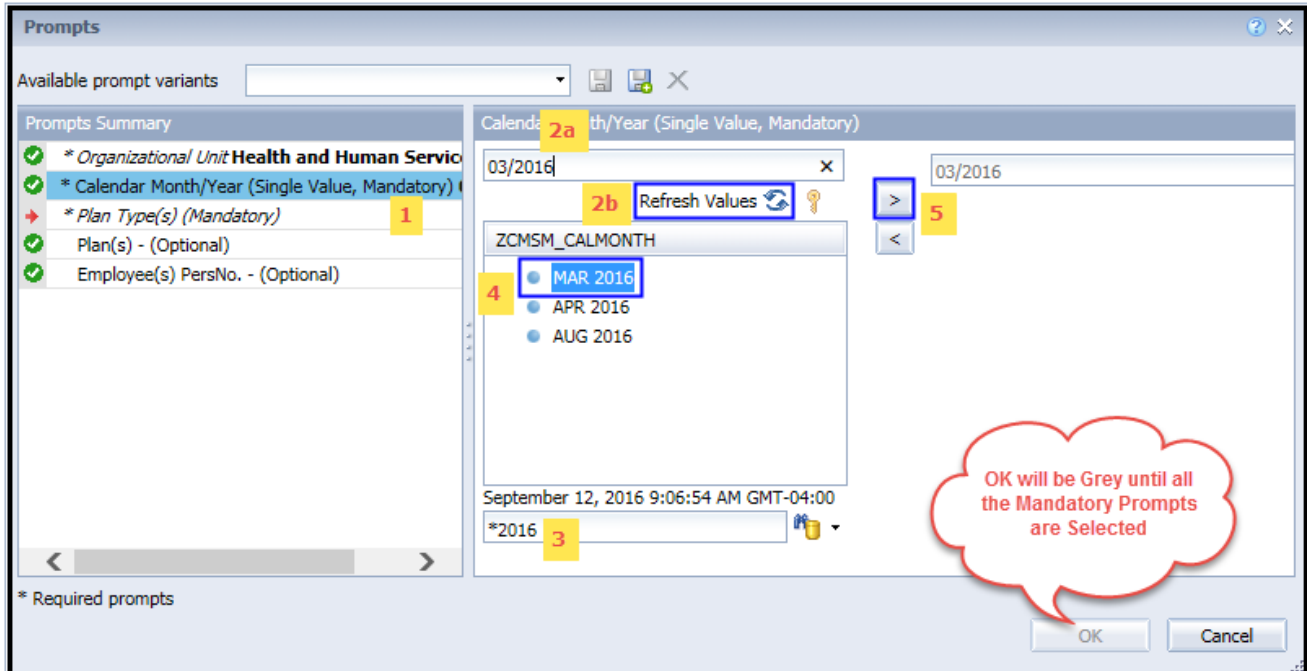 Prompts
Available prompt variants
Prompts Summary
* Organizational Unit Health and Human Servic
* Calendar Month/Year (Single Value, Mandatory)
1
* Plan Type(s) (Mandatory)
Plan(s) - (Optional)
Employee(s) PersNo. - (Optional)
* Required prompts
Calenda th/Year (Single Value, Mandatory)
2a
03/2016
2b
Refresh Values
ZCMSM_CALMONTH
4
MAR 2016
APR 2016
AUG 2016
September 12, 2016 9:06:54 AM GMT-04:00
*2016
3
>
5
<
03/2016
OK will be Grey until all
the Mandatory Prompts
are Selected
OK
Cancel